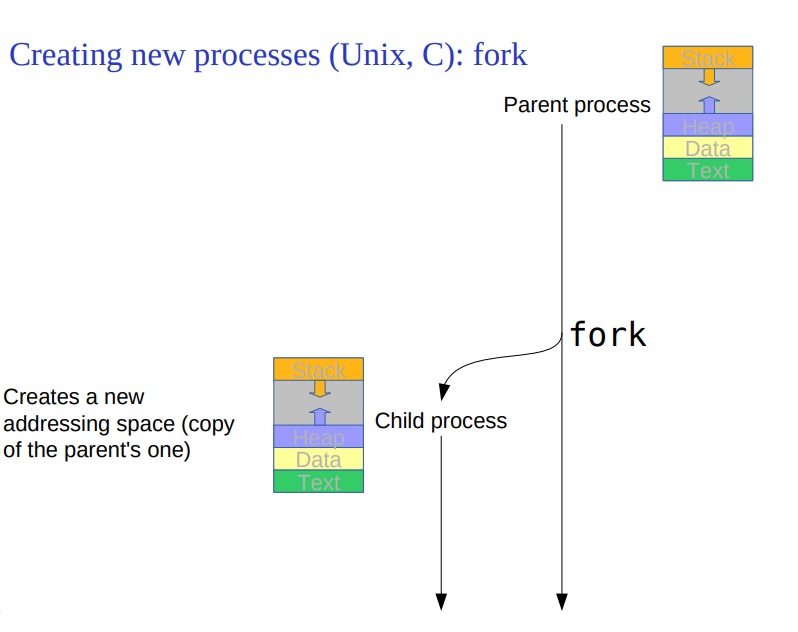 Creating new processes (Unix, C): fork
Stack
Parent process
Heap
Data
Text
fork
Stack
Creates a new
addressing space (copy
of the parent's one)
Child process
Heap
Data
Text